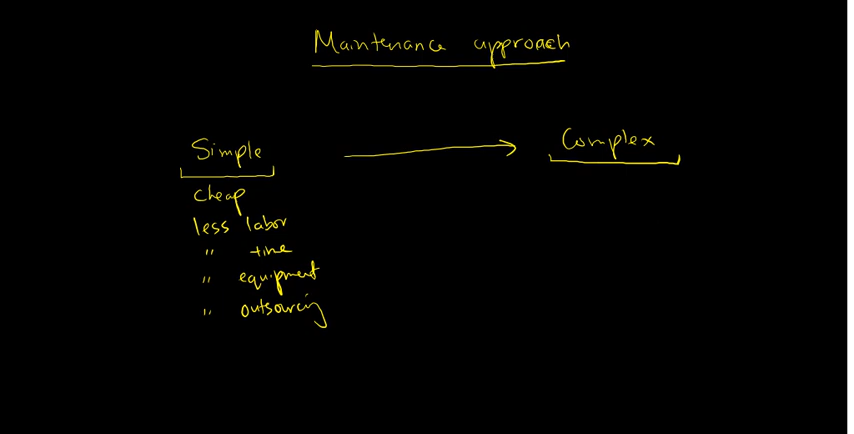 Maintenance approach
Simple → Complex
cheap
less labor
" time
" equipment
" outsourcing